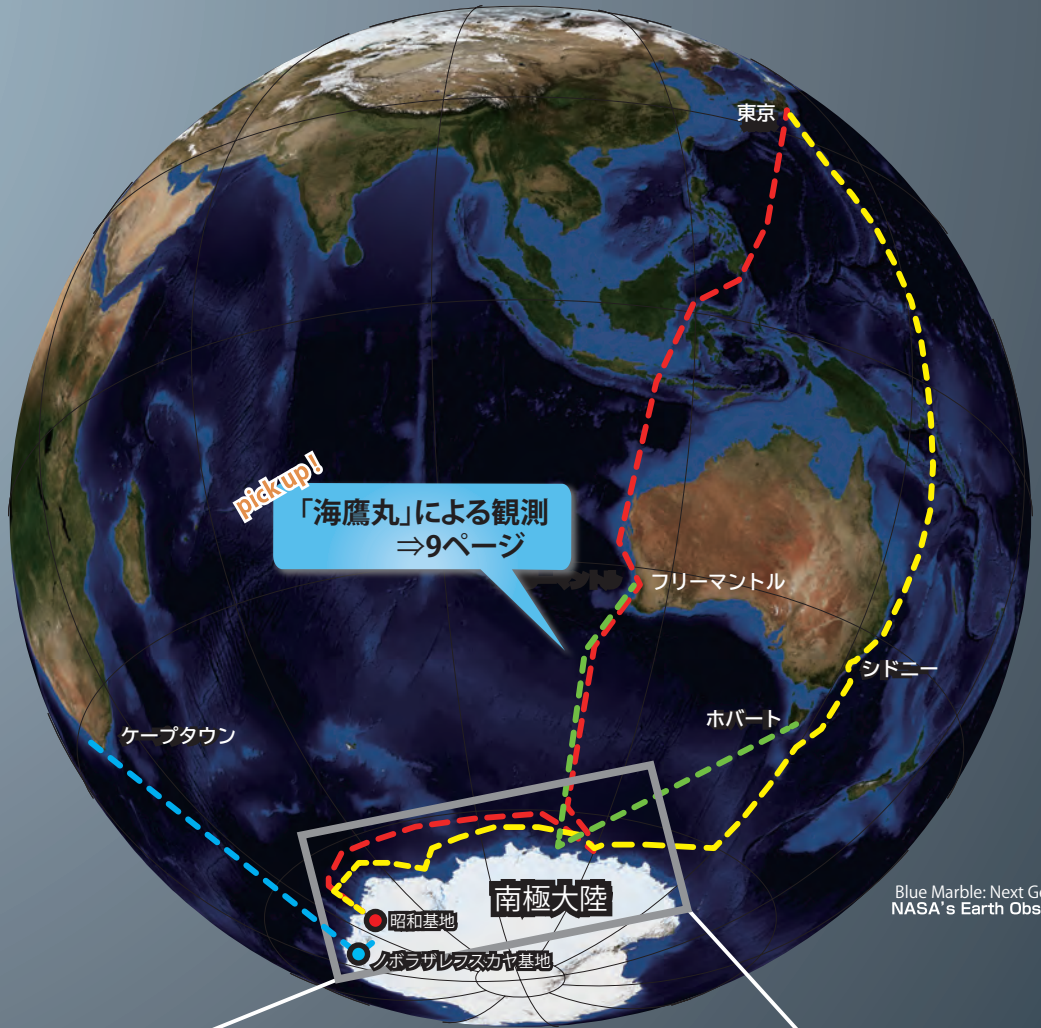 東京
pick up!
「海鷹丸」による観測
⇒9ページ
フリーマントル
シドニー
ホバート
ケープタウン
南極大陸
昭和基地
ノボラザレフスカヤ基地
Blue Marble: Next Ge
NASA's Earth Obs